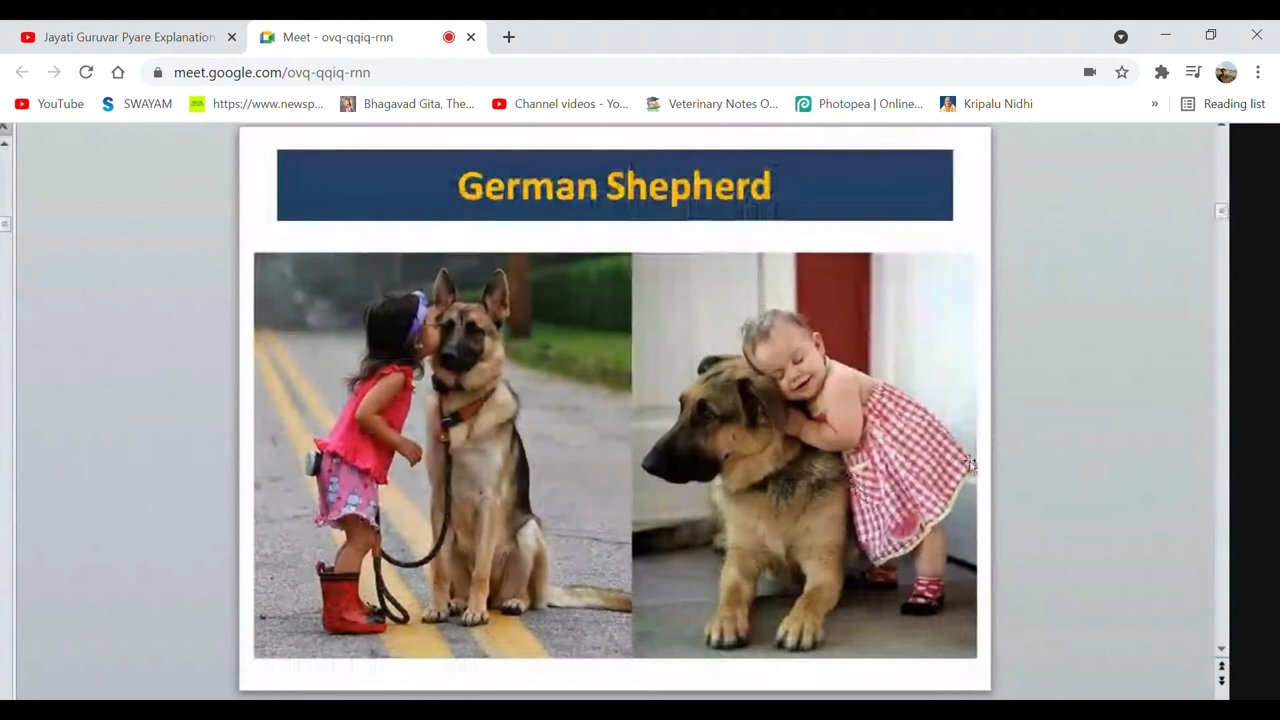 Jayati Guruvar Pyare Explanation
Meet - ovq-qqiq-rnn
meet.google.com/ovq-qqiq-rnn
YouTube
SWAYAM
https://www.newsp...
Bhagavad Gita, The...
Channel videos - Yo...
Veterinary Notes O...
Photopea | Online...
Kripalu Nidhi
»
Reading list
German Shepherd